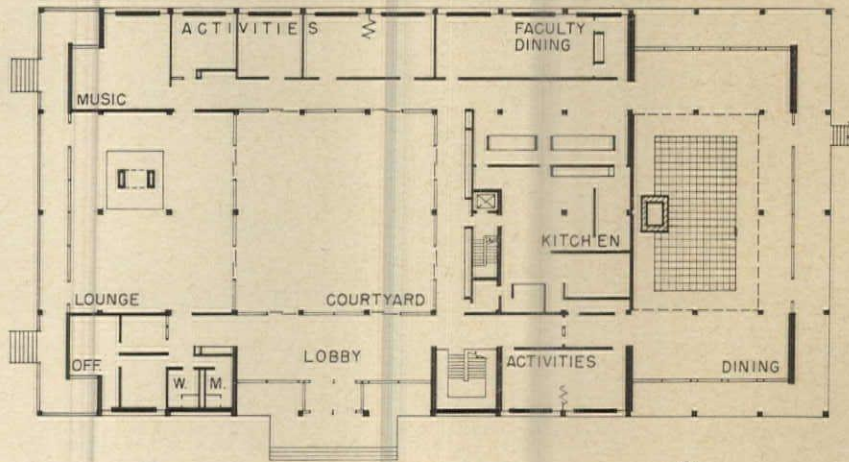 ACTIVITIES
FACULTY
DINING
MUSIC
KITCHEN
LOUNGE
COURTYARD
LOBBY
OFF.
W.
M.
ACTIVITIES
DINING